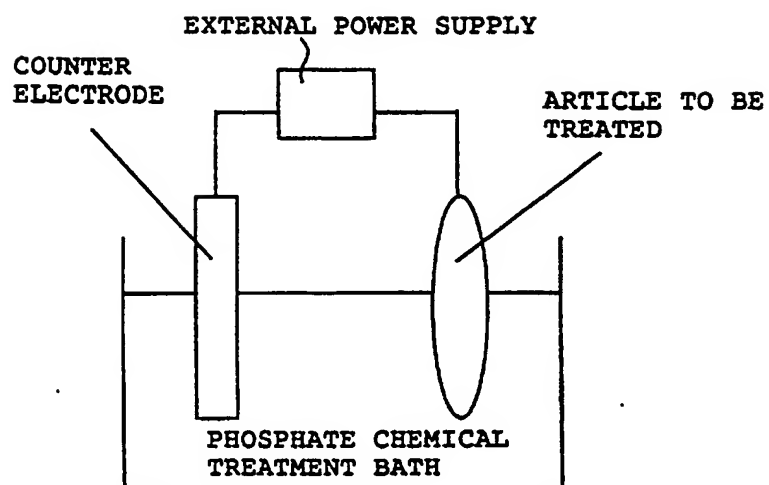 EXTERNAL POWER SUPPLY
COUNTER
ELECTRODE
ARTICLE TO BE
TREATED
PHOSPHATE CHEMICAL
TREATMENT BATH